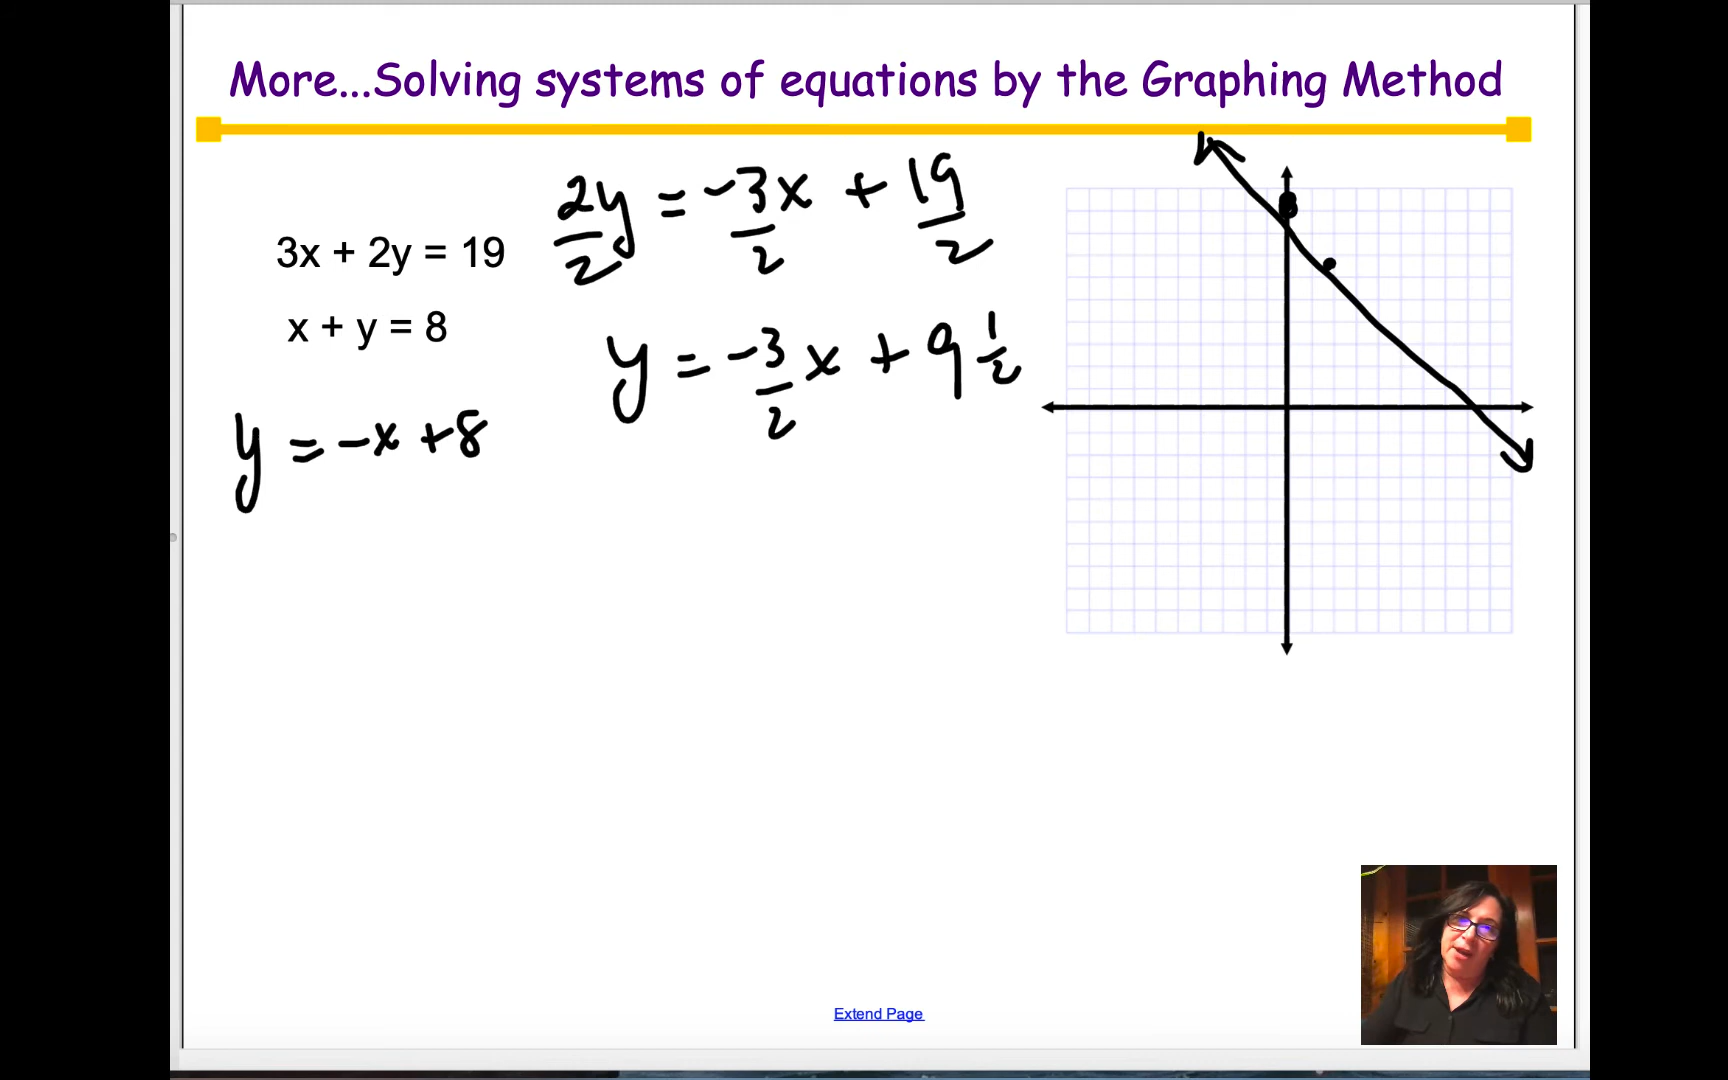 More...Solving systems of equations by the Graphing Method
3x + 2y = 19
x + y = 8
y = -x + 8
2y/2 = -3x/2 + 19/2
y = -3/2 x + 9 1/2
Extend Page